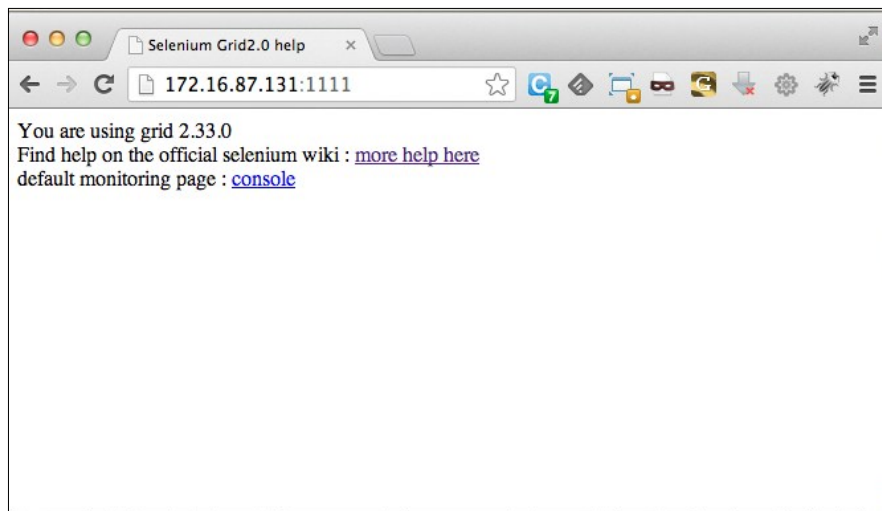 Selenium Grid2.0 help
172.16.87.131:1111
7
You are using grid 2.33.0
Find help on the official selenium wiki : more help here
default monitoring page : console